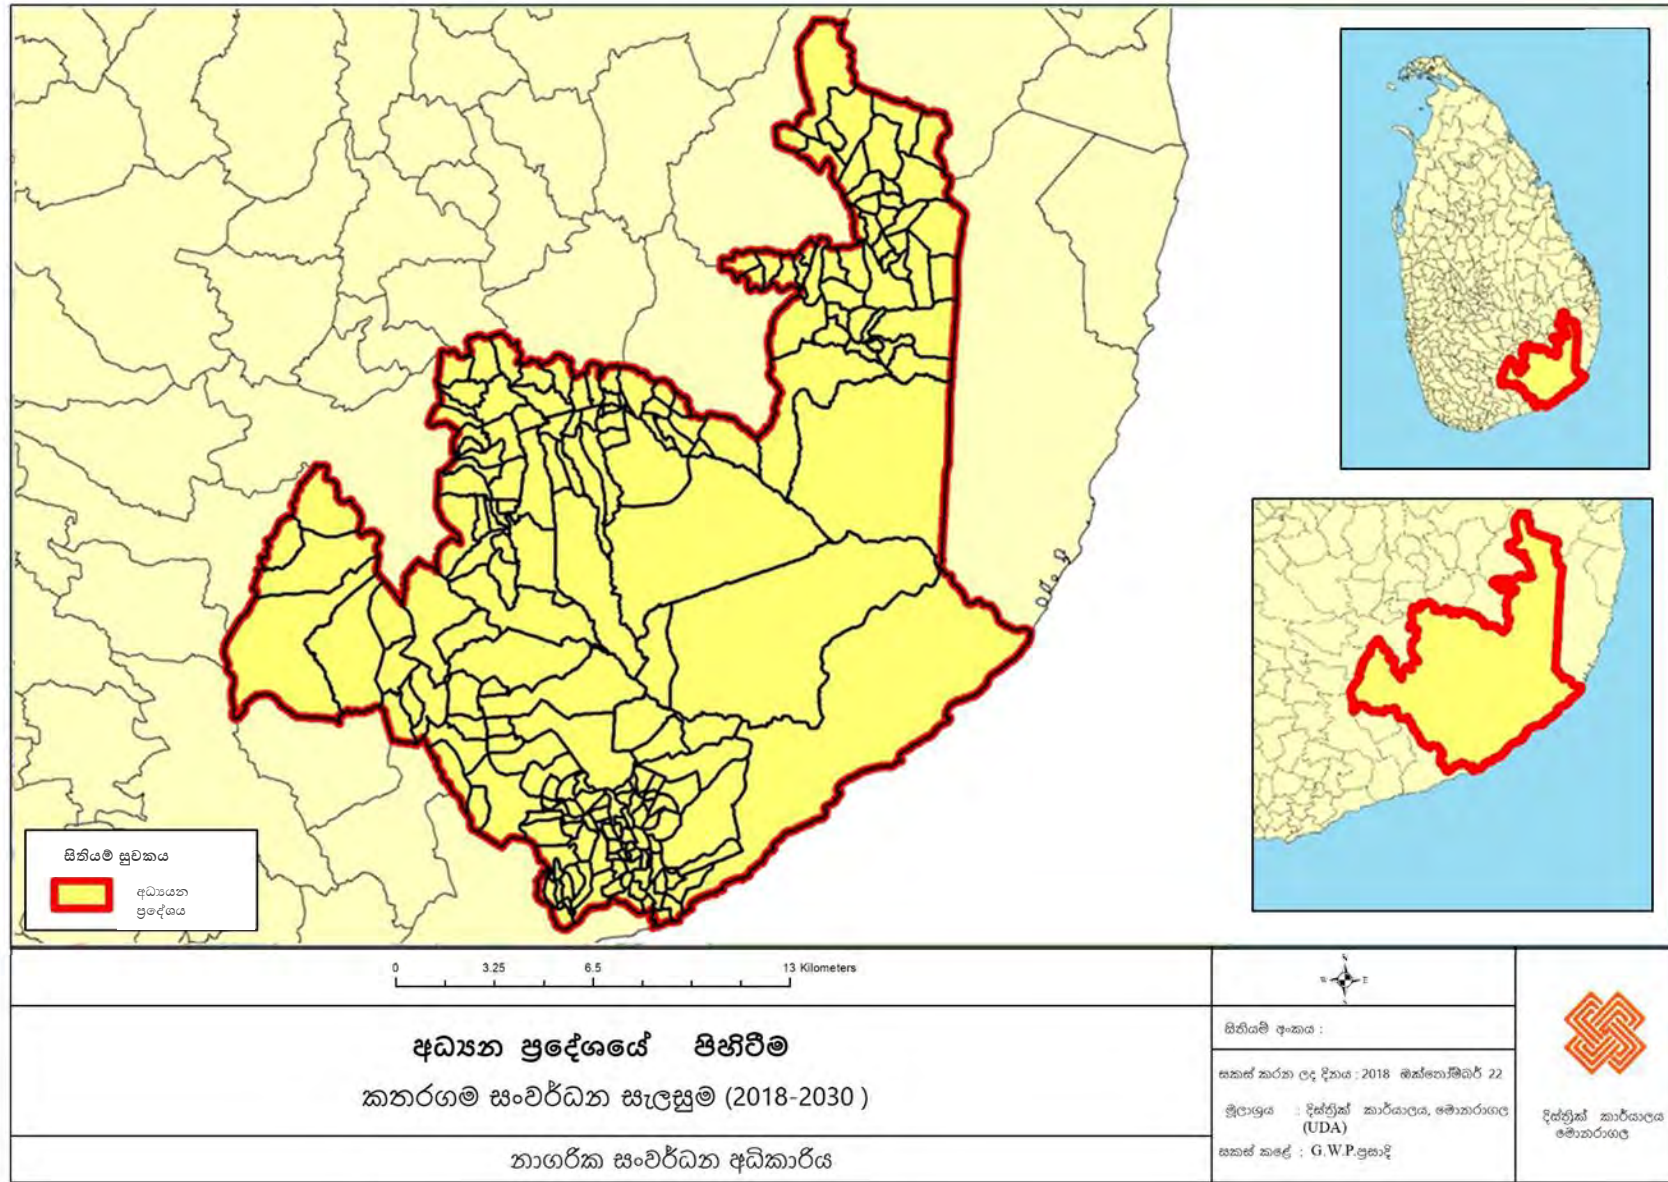 සිතියම් සුචකය
අධ්‍යයන
ප්‍රදේශය
0 3.25 6.5 13 Kilometers
අධ්‍යන ප්‍රදේශයේ පිහිටීම
කතරගම සංවර්ධන සැලසුම (2018-2030 )
නාගරික සංවර්ධන අධිකාරිය
N
W E
S
සිතියම් අංකය :
සකස් කරන ලද දිනය : 2018 ඔක්තෝම්බර් 22
මූලාශ්‍රය : දිස්ත්‍රික් කාර්යාලය, මොනරාගල
(UDA)
සකස් කළේ : G.W.P.ප්‍රසාදි
දිස්ත්‍රික් කාර්යාලය
මොනරාගල